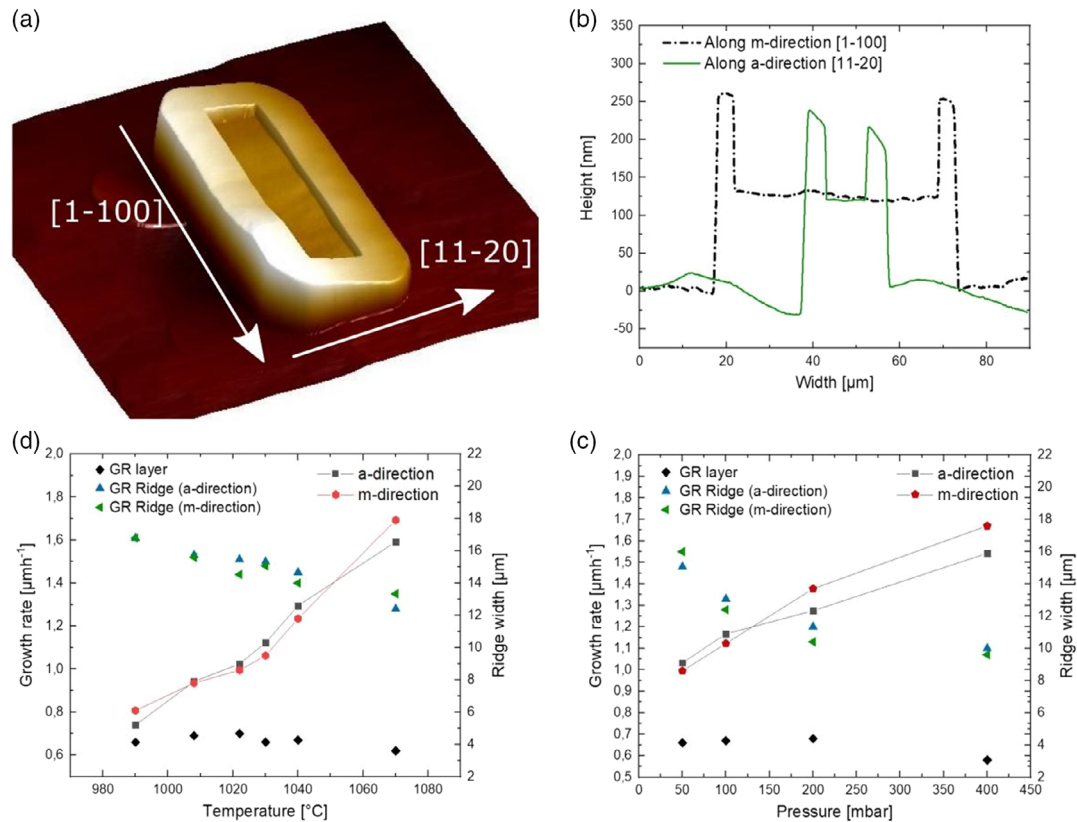 (a)
[1-100]
[11-20]
(b)
Along m-direction [1-100]
Along a-direction [11-20]
350
325
300
275
250
225
200
175
150
125
100
75
50
25
0
-25
-50
Height [nm]
0 20 40 60 80
Width [µm]
(d)
GR layer
GR Ridge (a-direction)
GR Ridge (m-direction)
a-direction
m-direction
2,0
1,8
1,6
1,4
1,2
1,0
0,8
0,6
Growth rate [µmh⁻¹]
22
20
18
16
14
12
10
8
6
4
2
Ridge width [µm]
980 1000 1020 1040 1060 1080
Temperature [°C]
(c)
GR layer
GR Ridge (a-direction)
GR Ridge (m-direction)
a-direction
m-direction
2,0
1,9
1,8
1,7
1,6
1,5
1,4
1,3
1,2
1,1
1,0
0,9
0,8
0,7
0,6
0,5
Growth rate [µmh⁻¹]
22
20
18
16
14
12
10
8
6
4
2
Ridge width [µm]
0 50 100 150 200 250 300 350 400 450
Pressure [mbar]